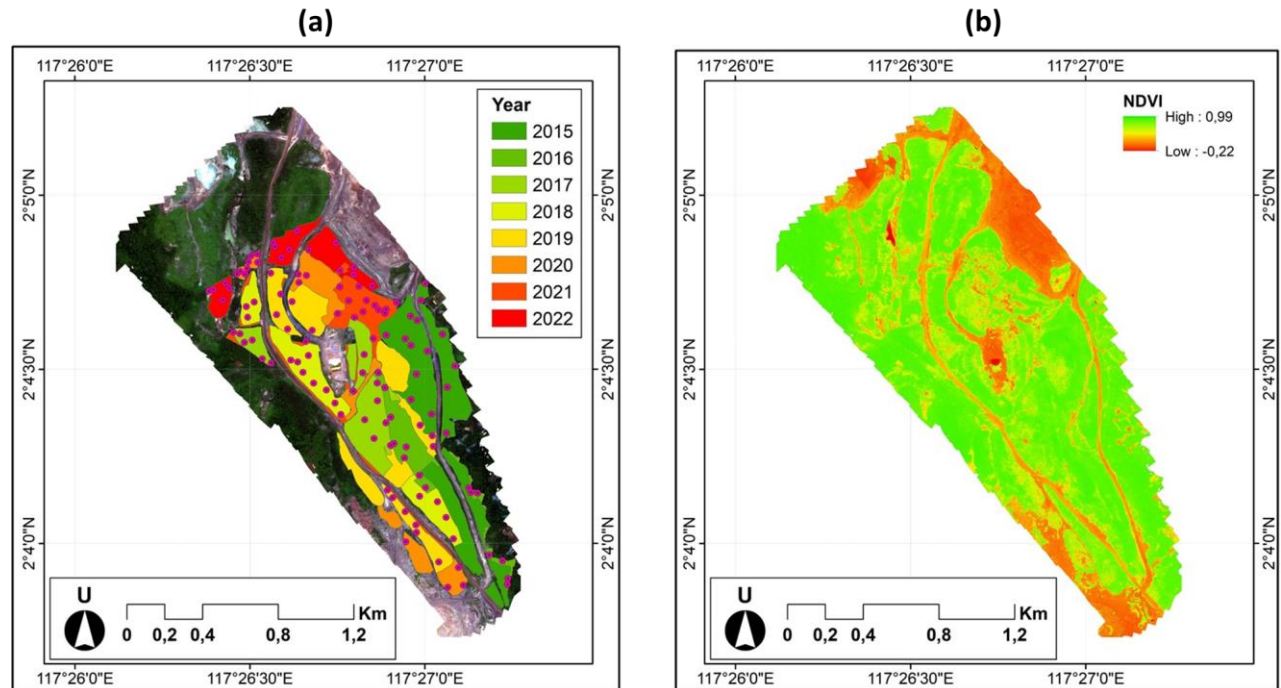 (a)
117°26'0"E 117°26'30"E 117°27'0"E
Year
2015
2016
2017
2018
2019
2020
2021
2022
2°5'0"N
2°4'30"N
2°4'0"N
2°5'0"N
2°4'30"N
2°4'0"N
U
Km
0 0,2 0,4 0,8 1,2
117°26'0"E 117°26'30"E 117°27'0"E
(b)
117°26'0"E 117°26'30"E 117°27'0"E
NDVI
High : 0,99
Low : -0,22
2°5'0"N
2°4'30"N
2°4'0"N
2°5'0"N
2°4'30"N
2°4'0"N
U
Km
0 0,2 0,4 0,8 1,2
117°26'0"E 117°26'30"E 117°27'0"E